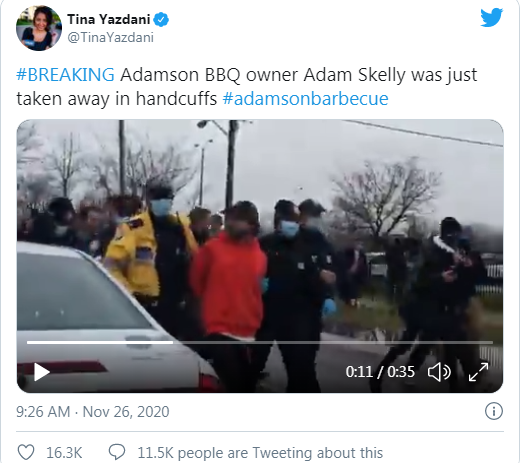 Tina Yazdani
@TinaYazdani
#BREAKING Adamson BBQ owner Adam Skelly was just
taken away in handcuffs #adamsonbarbecue
0:11 / 0:35
9:26 AM · Nov 26, 2020
16.3K
11.5K people are Tweeting about this